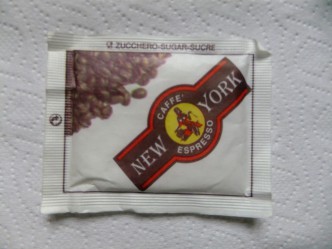 ZUCCHERO-SUGAR-SUCRE
CAFFE'
NEW YORK
ESPRESSO